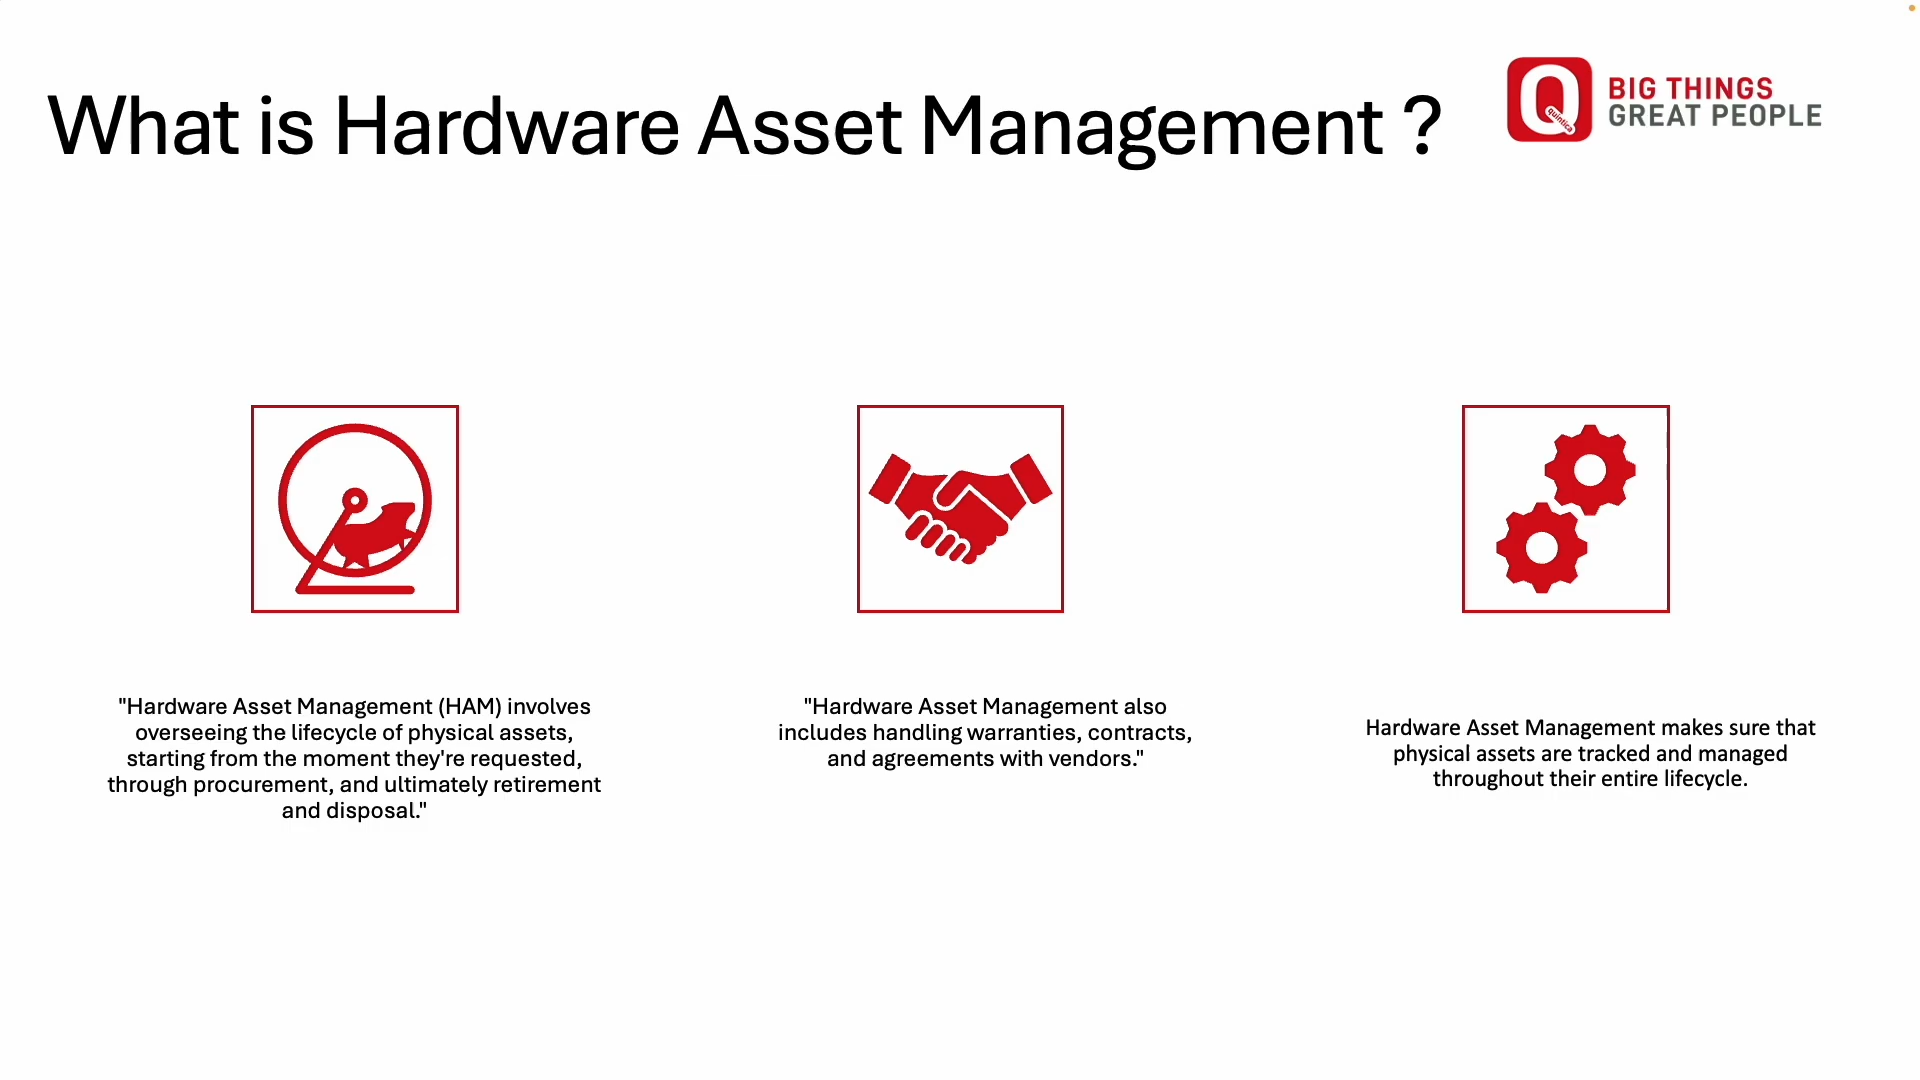 What is Hardware Asset Management ?
Quintica
BIG THINGS
GREAT PEOPLE
"Hardware Asset Management (HAM) involves
overseeing the lifecycle of physical assets,
starting from the moment they're requested,
through procurement, and ultimately retirement
and disposal."
"Hardware Asset Management also
includes handling warranties, contracts,
and agreements with vendors."
Hardware Asset Management makes sure that
physical assets are tracked and managed
throughout their entire lifecycle.